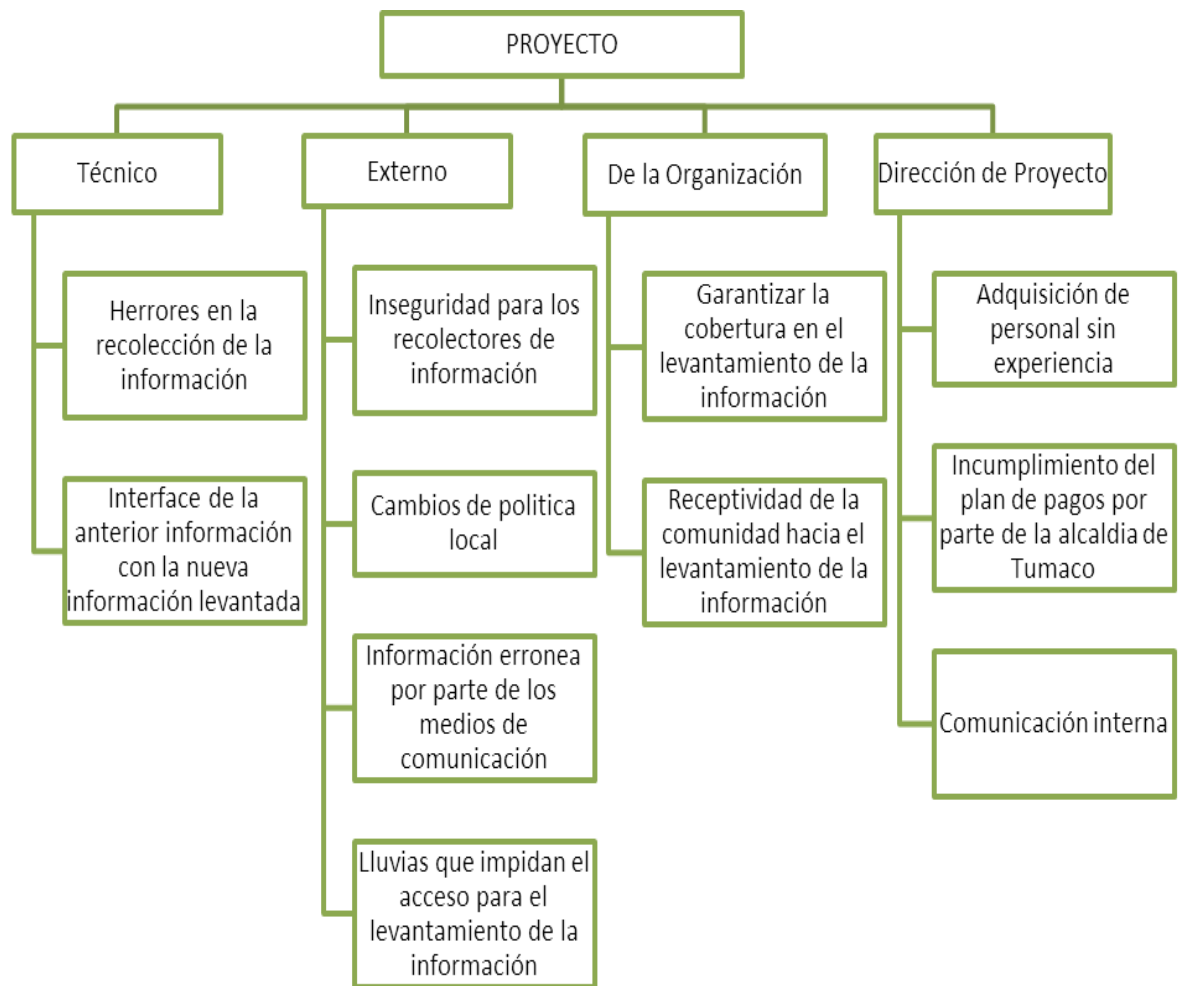 PROYECTO
Técnico
Herrores en la
recolección de la
información
Interface de la
anterior información
con la nueva
información levantada
Externo
Inseguridad para los
recolectores de
información
Cambios de politica
local
Información erronea
por parte de los
medios de
comunicación
Lluvias que impidan el
acceso para el
levantamiento de la
información
De la Organización
Garantizar la
cobertura en el
levantamiento de la
información
Receptividad de la
comunidad hacia el
levantamiento de la
información
Dirección de Proyecto
Adquisición de
personal sin
experiencia
Incumplimiento del
plan de pagos por
parte de la alcaldia de
Tumaco
Comunicación interna